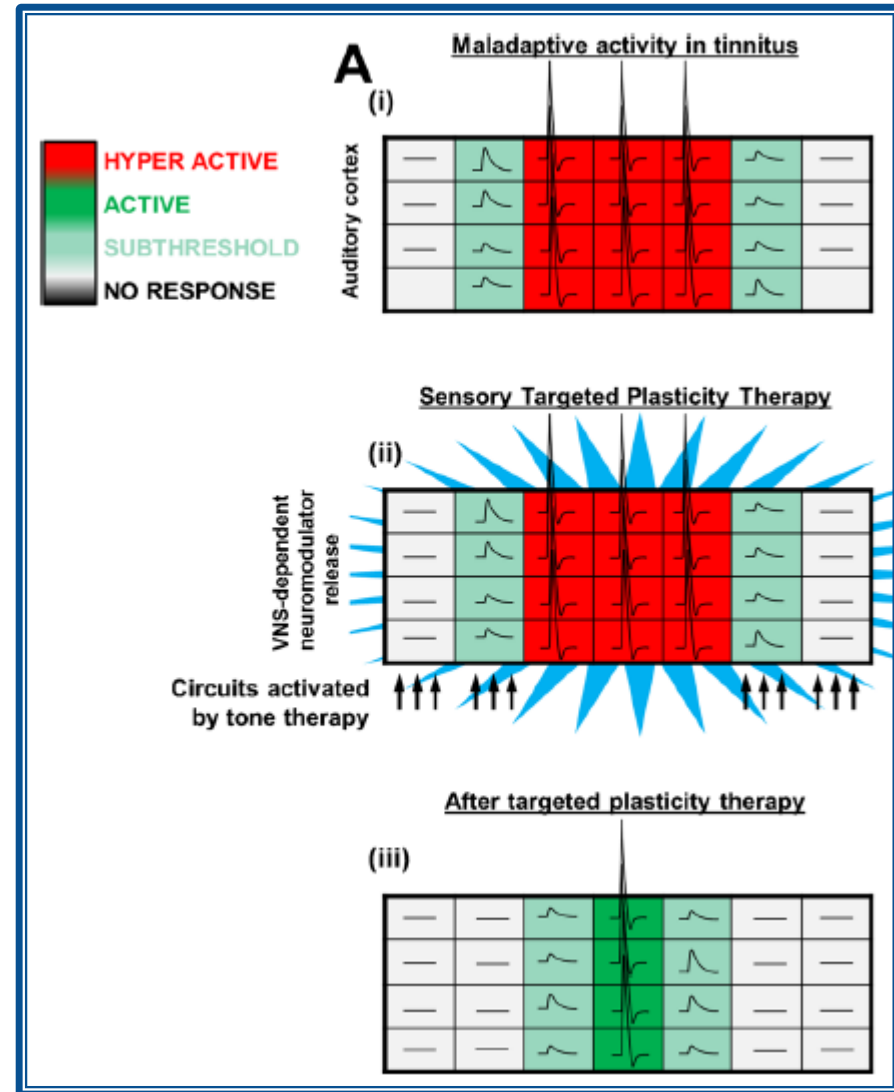 A
Maladaptive activity in tinnitus
(i)
HYPER ACTIVE
ACTIVE
SUBTHRESHOLD
NO RESPONSE
Auditory cortex
Sensory Targeted Plasticity Therapy
(ii)
VNS-dependent
neuromodulator
release
Circuits activated
by tone therapy
After targeted plasticity therapy
(iii)